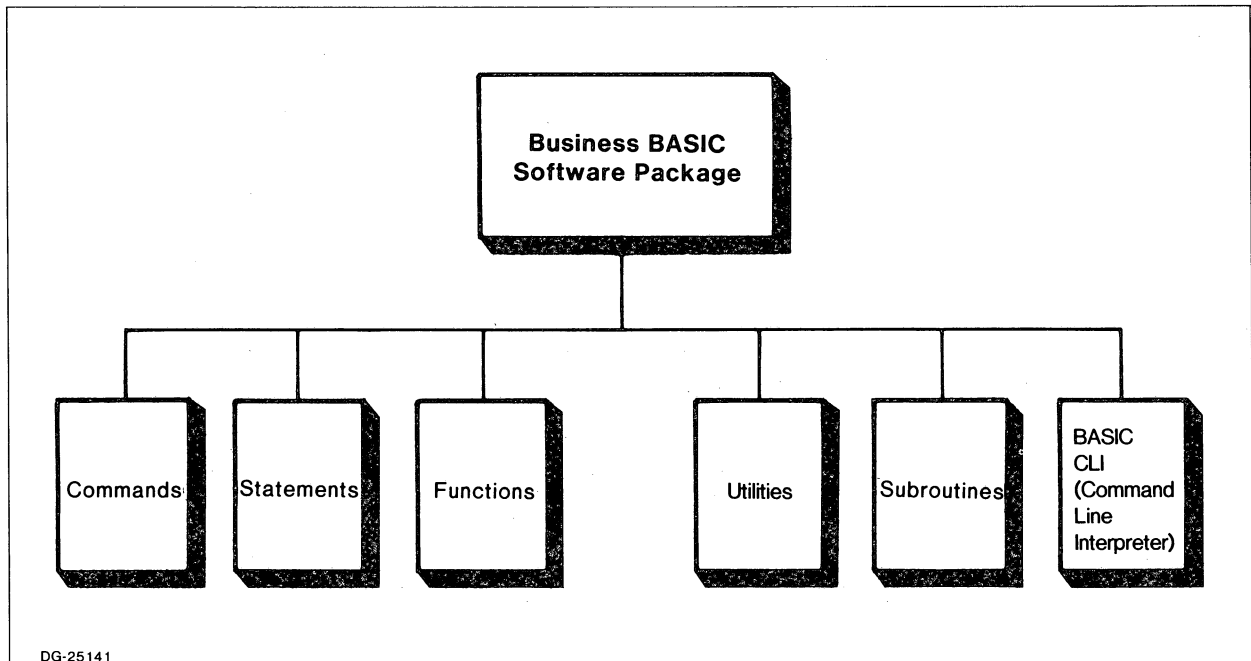 Business BASIC
Software Package
Commands
Statements
Functions
Utilities
Subroutines
BASIC
CLI
(Command
Line
Interpreter)
DG-25141